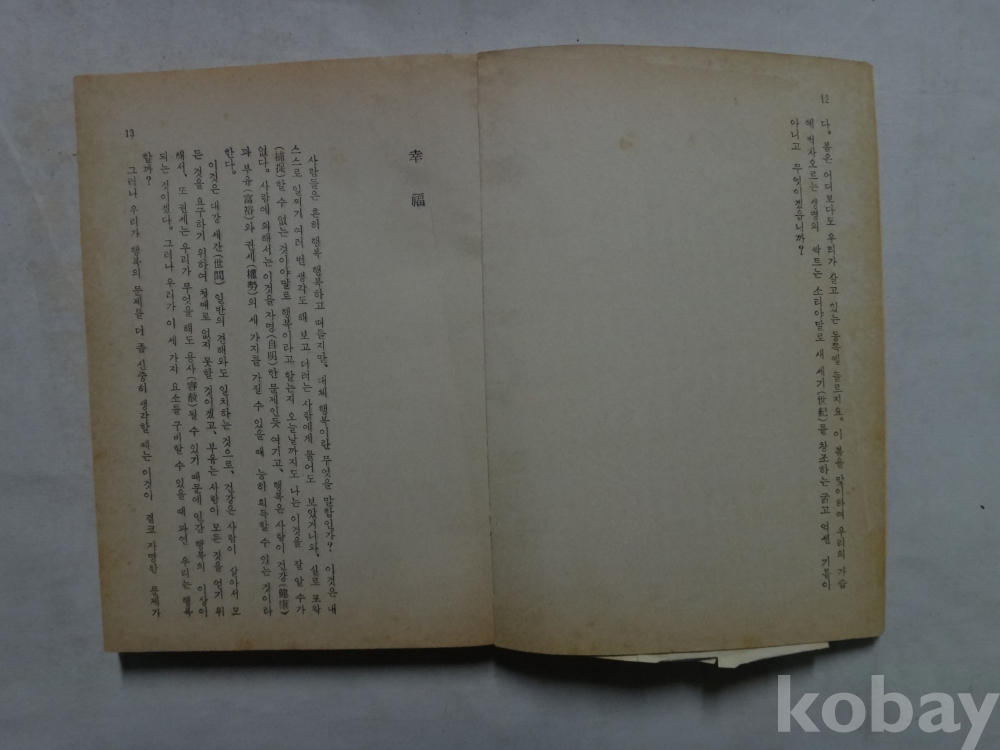 12
다。 봄은 어디보다도 우리가 살고 있는 동륙에 들르지요。 이 봄을 맞이하여 우리의 가슴
에 벅차오르는 생명의 싹트는 소리야말로 새 세기(世紀)를 창조하는 굵고 억센 기록이
아니고 무엇이겠읍니까?
幸福
사람들은 흔히 행복 행복하고 떠들지만、 대체 행복이란 무엇을 말함인가? 이것은 내
스스로 일찌기 여러 번 생각도 해 보고 더러는 사람에게 물어도 보았거니와、 실로 포착
(捕捉)할 수 없는 것이야말로 행복이라고 할는지 오늘날까지도 나는 이것을 잘 알 수가
없다。 사람에 의해서는 이것을 자명(自明)한 문제인듯 여기고、 행복은 사람이 건강(健康)
과 부유(富裕)와 권세(權勢)의 세 가지를 가질 수 있을 때 능히 획득할 수 있는 것이라
한다。
이것은 대강 세간(世間) 일반의 견해와도 일치하는 것으로、 건강은 사람이 살아서 모
든 것을 요구하기 위하여 첫째로 없지 못할 것이겠고、 부유는 사람이 모든 것을 얻기 위
해서、 또 권세는 우리가 무엇을 해도 용사(容赦)될 수 있기 때문에 인간 행복의 이상이
되는 것이겠다。 그러나 우리가 이 세 가지 요소를 구비할 수 있을 때 과연 우리는 행복
할까?
그러나 우리가 행복의 문제를 더 좀 신중히 생각할 때는 이것이 결코 자명한 문제가
13
kobay